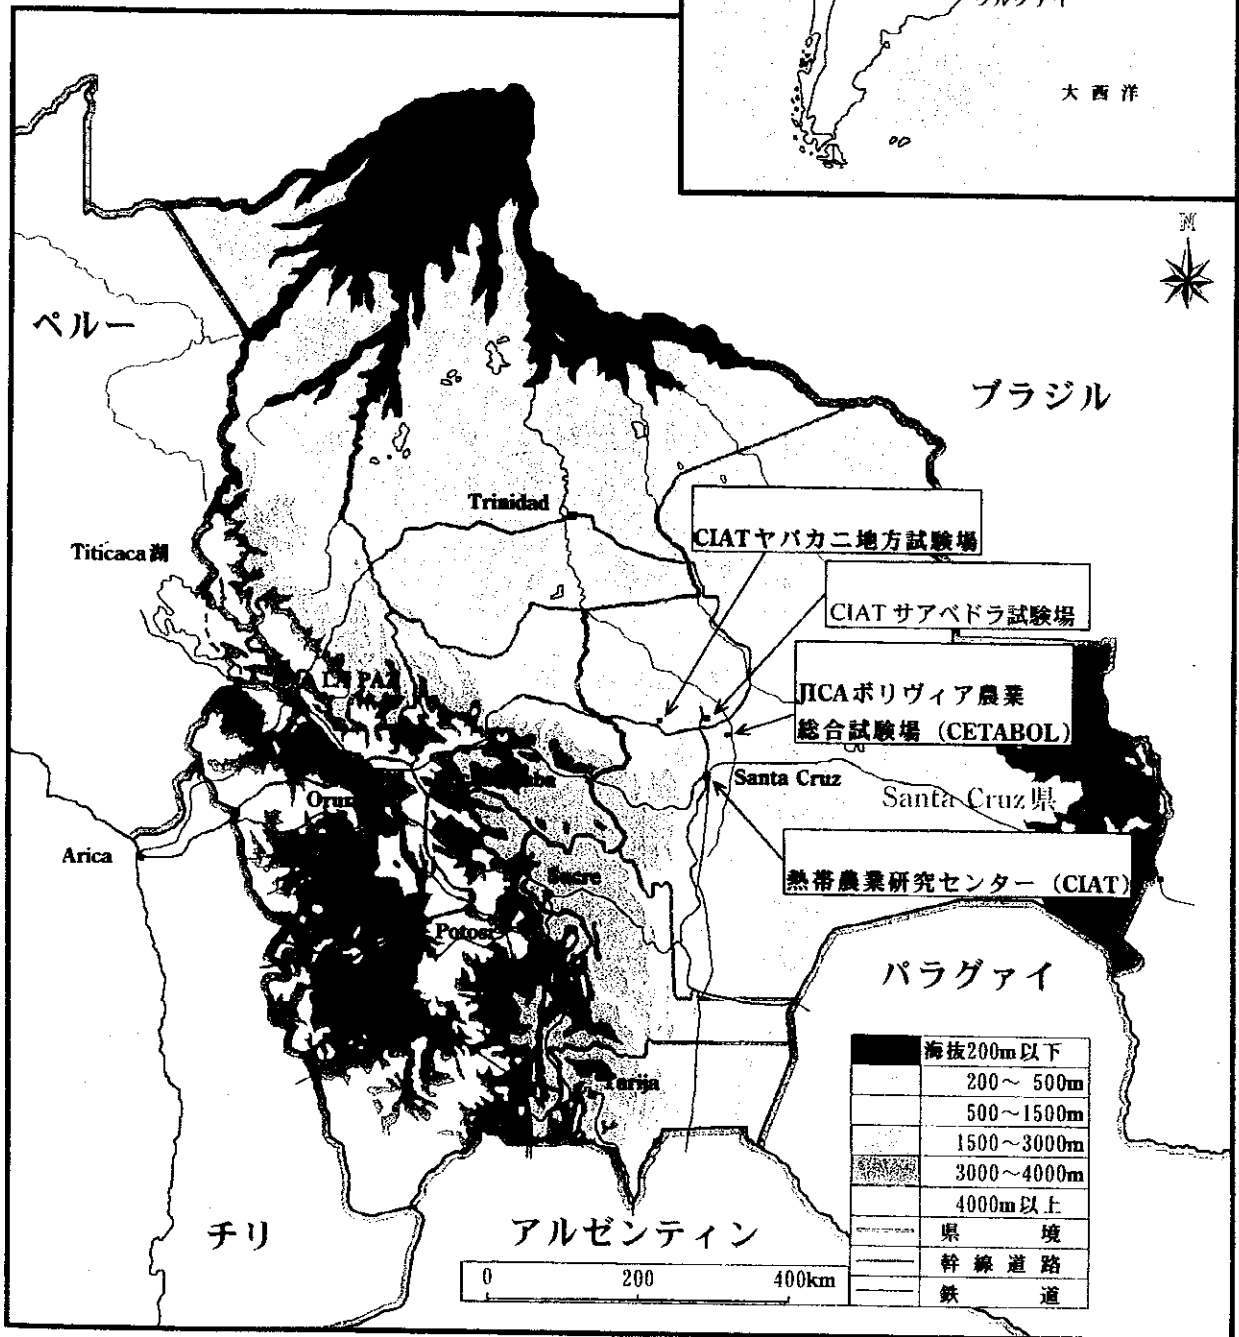 大西洋
N
ペルー
ブラジル
Trinidad
CIATヤパカニ地方試験場
Titicaca湖
CIATサアベドラ試験場
LA PAZ
JICAボリヴィア農業
総合試験場（CETABOL）
Santa Cruz
Santa Cruz県
Arica
熱帯農業研究センター（CIAT）
Sucre
Potosi
パラグァイ
海抜200m以下
200～ 500m
500～1500m
1500～3000m
3000～4000m
4000m以上
県 境
幹線道路
鉄 道
Tarija
チリ
アルゼンティン
0 200 400km